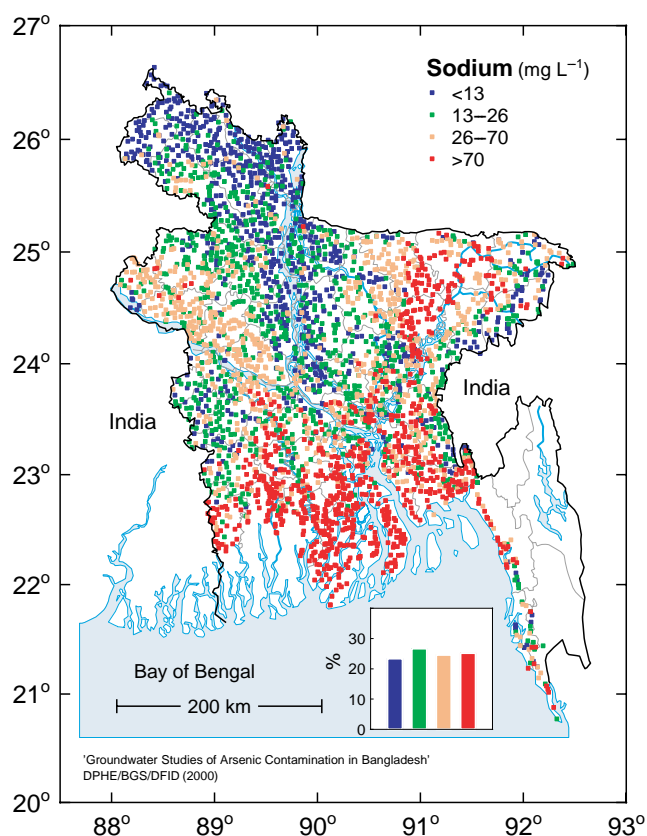 27°
26°
25°
24°
23°
22°
21°
20°
Sodium (mg L⁻¹)
<13
13–26
26–70
>70
India
India
Bay of Bengal
200 km
%
30
20
10
0
'Groundwater Studies of Arsenic Contamination in Bangladesh'
DPHE/BGS/DFID (2000)
88° 89° 90° 91° 92° 93°